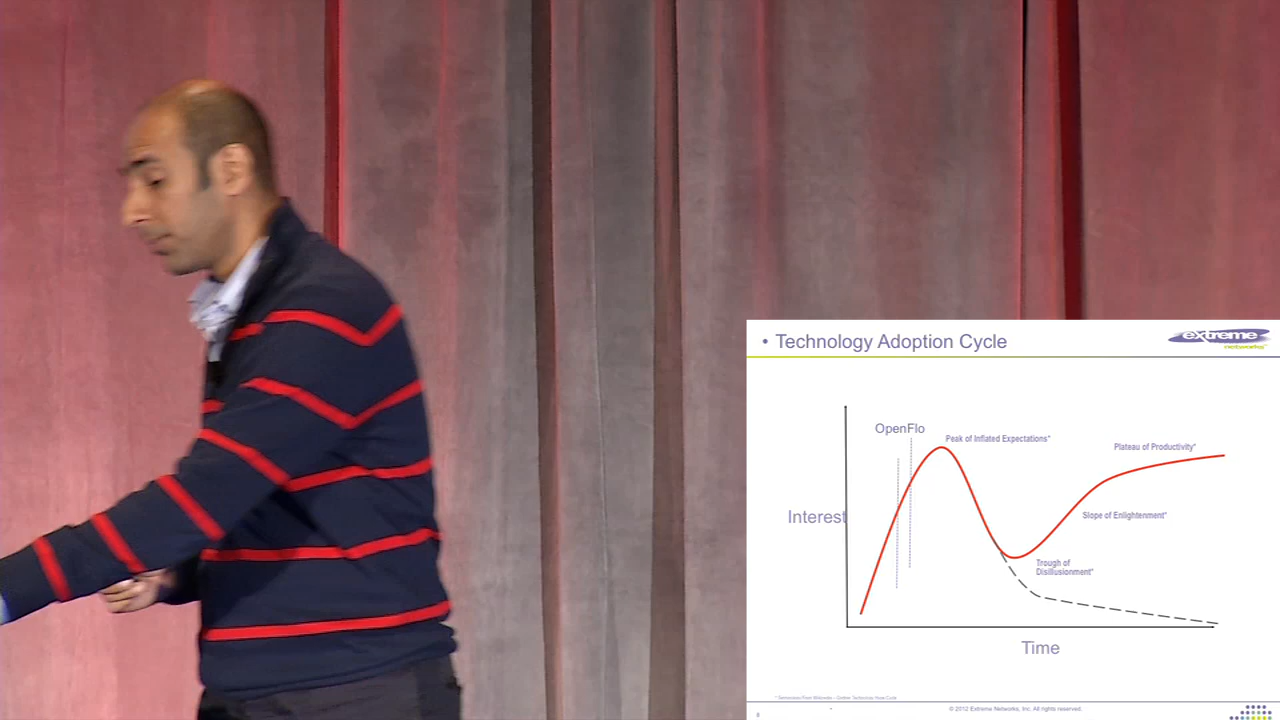 • Technology Adoption Cycle
extreme
networks™
OpenFlo
Peak of Inflated Expectations*
Plateau of Productivity*
Interest
Slope of Enlightenment*
Trough of
Disillusionment*
Time
© 2012 Extreme Networks, Inc. All rights reserved.